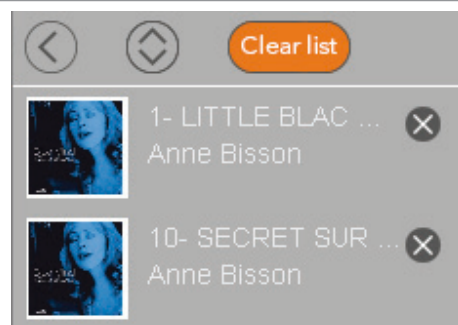 Clear list
1- LITTLE BLAC ...
Anne Bisson
10- SECRET SUR ...
Anne Bisson